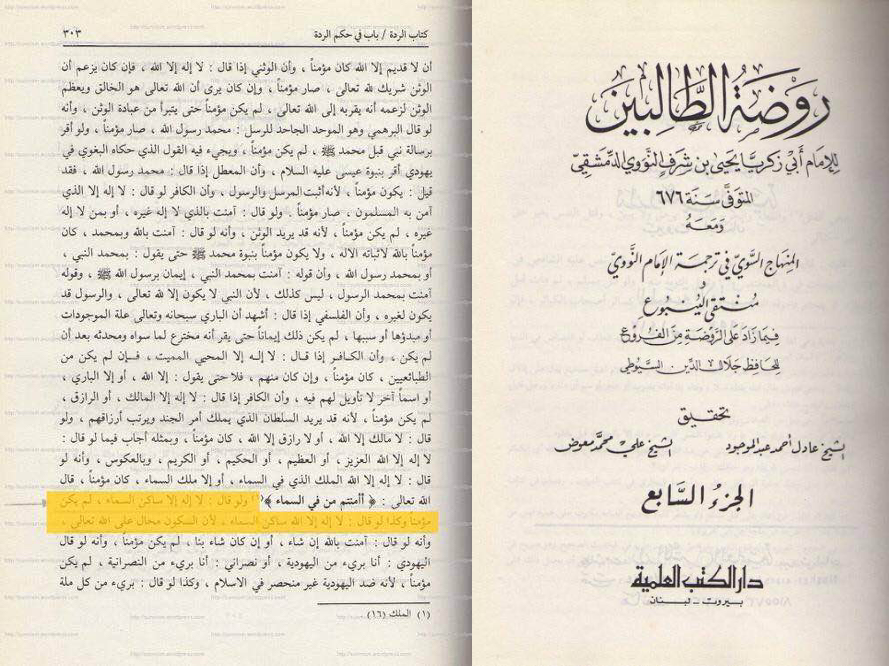 كتاب الردة / باب في حكم الردة ٣٠٣
أن لا قديم إلا الله كان مؤمناً ، وأن الوثني إذا قال : لا إله إلا الله ، فإن كان يزعم أن
الوثن شريك لله تعالى ، صار مؤمناً ، وإن كان يرى أن الله تعالى هو الخالق ويعظم
الوثن لزعمه أنه يقربه إلى الله تعالى ، لم يكن مؤمناً حتى يتبرأ من عبادة الوثن ، وأنه
لو قال البرهمي وهو الموحد الجاحد للرسل : محمد رسول الله ، صار مؤمناً ، ولو أقر
برسالة نبي قبل محمد ﷺ ، لم يكن مؤمناً ، ويجيء فيه القول الذي حكاه البغوي في
يهودي أقر بنبوة عيسى عليه السلام ، وأن المعطل إذا قال : محمد رسول الله ، فقد
قيل : يكون مؤمناً ، لأنه أثبت المرسل والرسول ، وأن الكافر لو قال : لا إله إلا الذي
آمن به المسلمون ، صار مؤمناً . ولو قال : آمنت بالذي لا إله غيره ، أو بمن لا إله
غيره ، لم يكن مؤمناً ، لأنه قد يريد الوثن ، وأنه لو قال : آمنت بالله وبمحمد ، كان
مؤمناً بالله لاثباته الاله ، ولا يكون مؤمناً بنبوة محمد ﷺ حتى يقول : بمحمد النبي ،
أو بمحمد رسول الله ، وأن قوله : آمنت بمحمد النبي ، إيمان برسول الله ﷺ ، وقوله
آمنت بمحمد الرسول ، ليس كذلك ، لأن النبي لا يكون إلا لله تعالى ، والرسول قد
يكون لغيره ، وأن الفلسفي إذا قال : أشهد أن الباري سبحانه وتعالى علة الموجودات
أو مبدؤها أو سببها ، لم يكن ذلك إيماناً حتى يقر أنه مخترع لما سواه ومحدثه بعد أن
لم يكن ، وأن الكافر إذا قال : لا إله إلا المحيي المميت ، فإن لم يكن من
الطبائعيين ، كان مؤمناً ، وإن كان منهم ، فلا حتى يقول : إلا الله ، أو إلا الباري ،
أو اسماً آخر لا تأويل لهم فيه ، وأن الكافر إذا قال : لا إله إلا المالك ، أو الرازق ،
لم يكن مؤمناً ، لأنه قد يريد السلطان الذي يملك أمر الجند ويرتب أرزاقهم ، ولو
قال : لا مالك إلا الله ، أو لا رازق إلا الله ، كان مؤمناً ، وبمثله أجاب فيما لو قال :
لا إله إلا الله العزيز ، أو العظيم ، أو الحكيم ، أو الكريم ، وبالعكوس ، وأنه لو
قال : لا إله إلا الله الملك الذي في السماء ، أو إلا ملك السماء ، كان مؤمناً ، قال
الله تعالى : ﴿ أأمنتم من في السماء ﴾(١) ولو قال : لا إله إلا ساكن السماء ، لم يكن
مؤمناً وكذا لو قال : لا إله إلا الله ساكن السماء ، لأن السكون محال على الله تعالى ،
وأنه لو قال : آمنت بالله إن شاء ، أو إن كان شاء بنا ، لم يكن مؤمناً ، وأنه لو قال
اليهودي : أنا بريء من اليهودية ، أو نصراني : أنا بريء من النصرانية ، لم يكن
مؤمناً ، لأنه ضد اليهودية غير منحصر في الاسلام ، وكذا لو قال : بريء من كل ملة
(١) الملك (١٦)
روضة الطالبين
للإمام أبي زكريا يحيى بن شرف النووي الدمشقي
المتوفى سنة ٦٧٦
ومعه
المنهاج السوي في ترجمة الإمام النووي
و
منتقى الينبوع
فيما زاد على الروضة من الفروع
للحافظ جلال الدين السيوطي
تحقيق
الشيخ عادل أحمد عبد الموجود الشيخ علي محمد معوض
الجزء السابع
دار الكتب العلمية
بيروت - لبنان